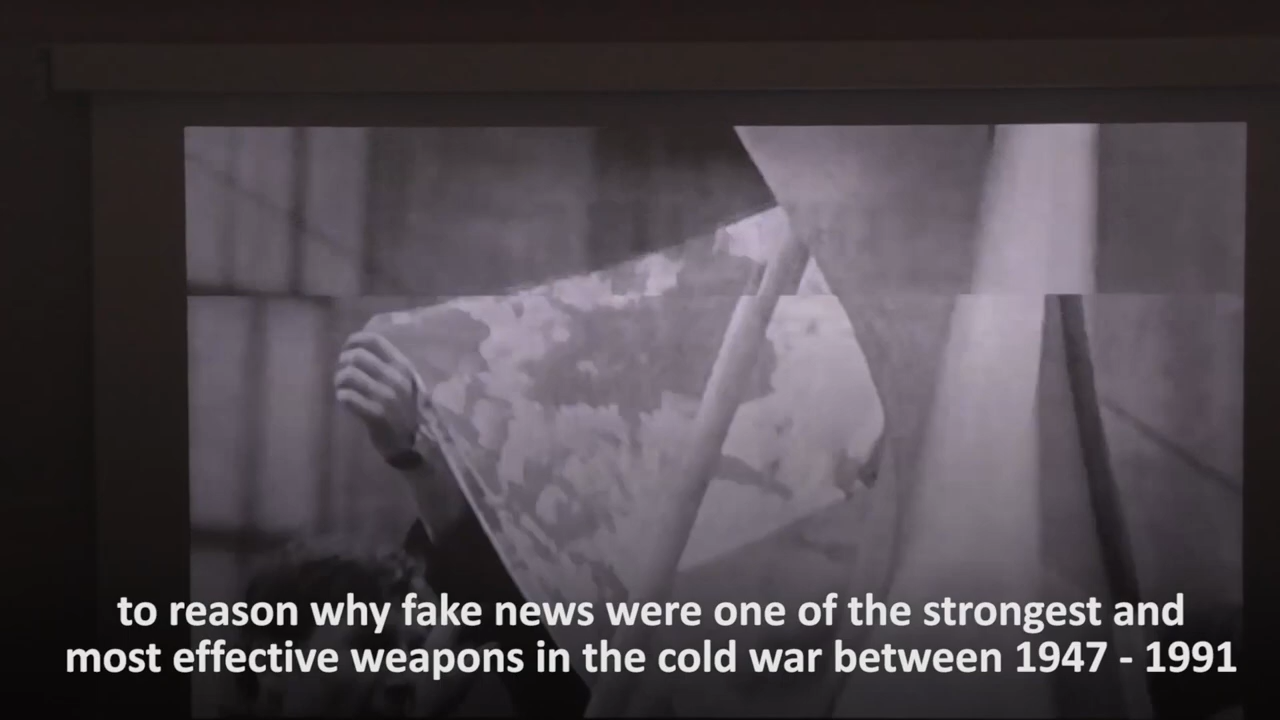 to reason why fake news were one of the strongest and
most effective weapons in the cold war between 1947 - 1991